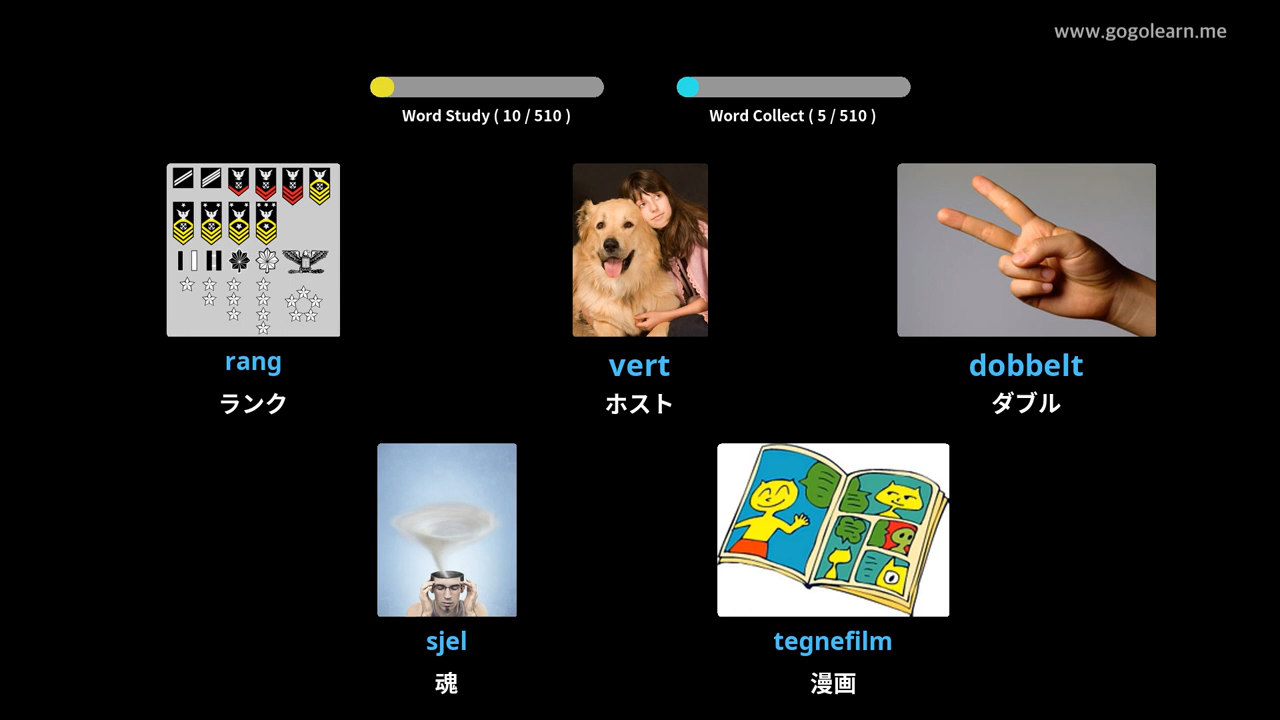 www.gogolearn.me
Word Study ( 10 / 510 )
Word Collect ( 5 / 510 )
rang
ランク
vert
ホスト
dobbelt
ダブル
sjel
魂
tegnefilm
漫画